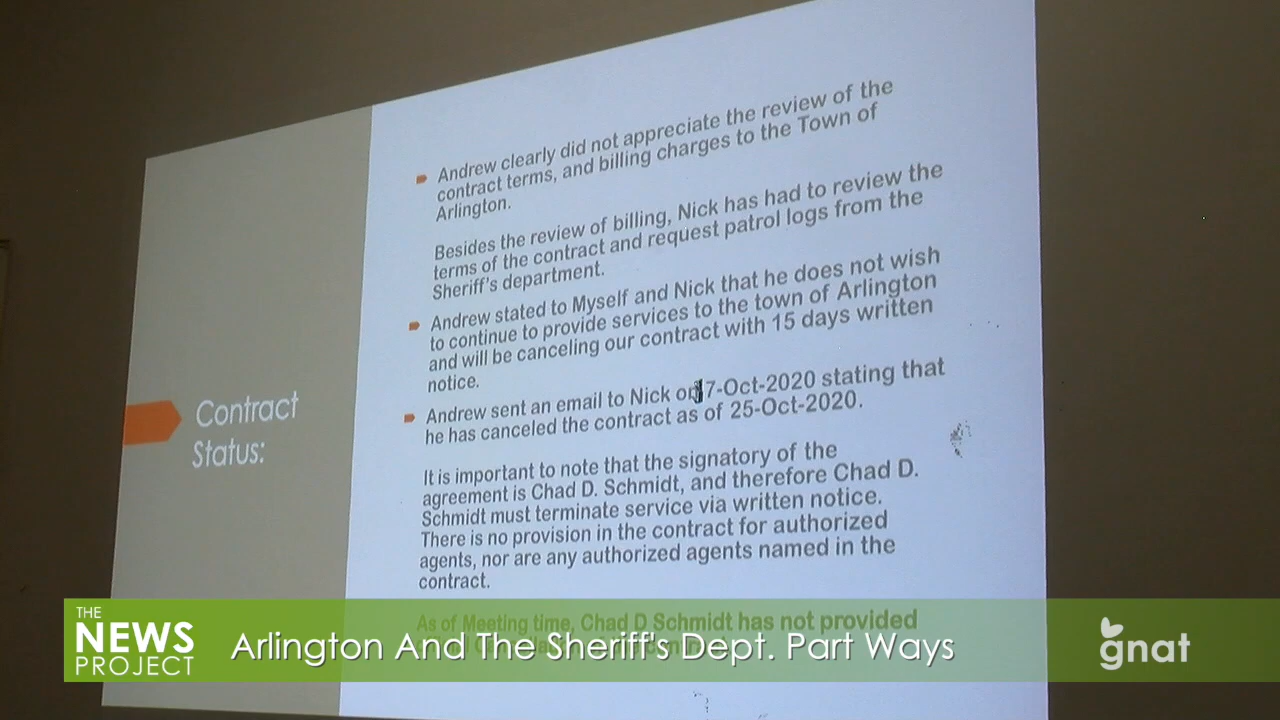 Contract
Status:
Andrew clearly did not appreciate the review of the
contract terms, and billing charges to the Town of
Arlington.
Besides the review of billing, Nick has had to review the
terms of the contract and request patrol logs from the
Sheriff's department.
Andrew stated to Myself and Nick that he does not wish
to continue to provide services to the town of Arlington
and will be canceling our contract with 15 days written
notice.
Andrew sent an email to Nick on 7-Oct-2020 stating that
he has canceled the contract as of 25-Oct-2020.
It is important to note that the signatory of the
agreement is Chad D. Schmidt, and therefore Chad D.
Schmidt must terminate service via written notice.
There is no provision in the contract for authorized
agents, nor are any authorized agents named in the
contract.
As of Meeting time, Chad D Schmidt has not provided
THE
NEWS
PROJECT
Arlington And The Sheriff's Dept. Part Ways
gnat